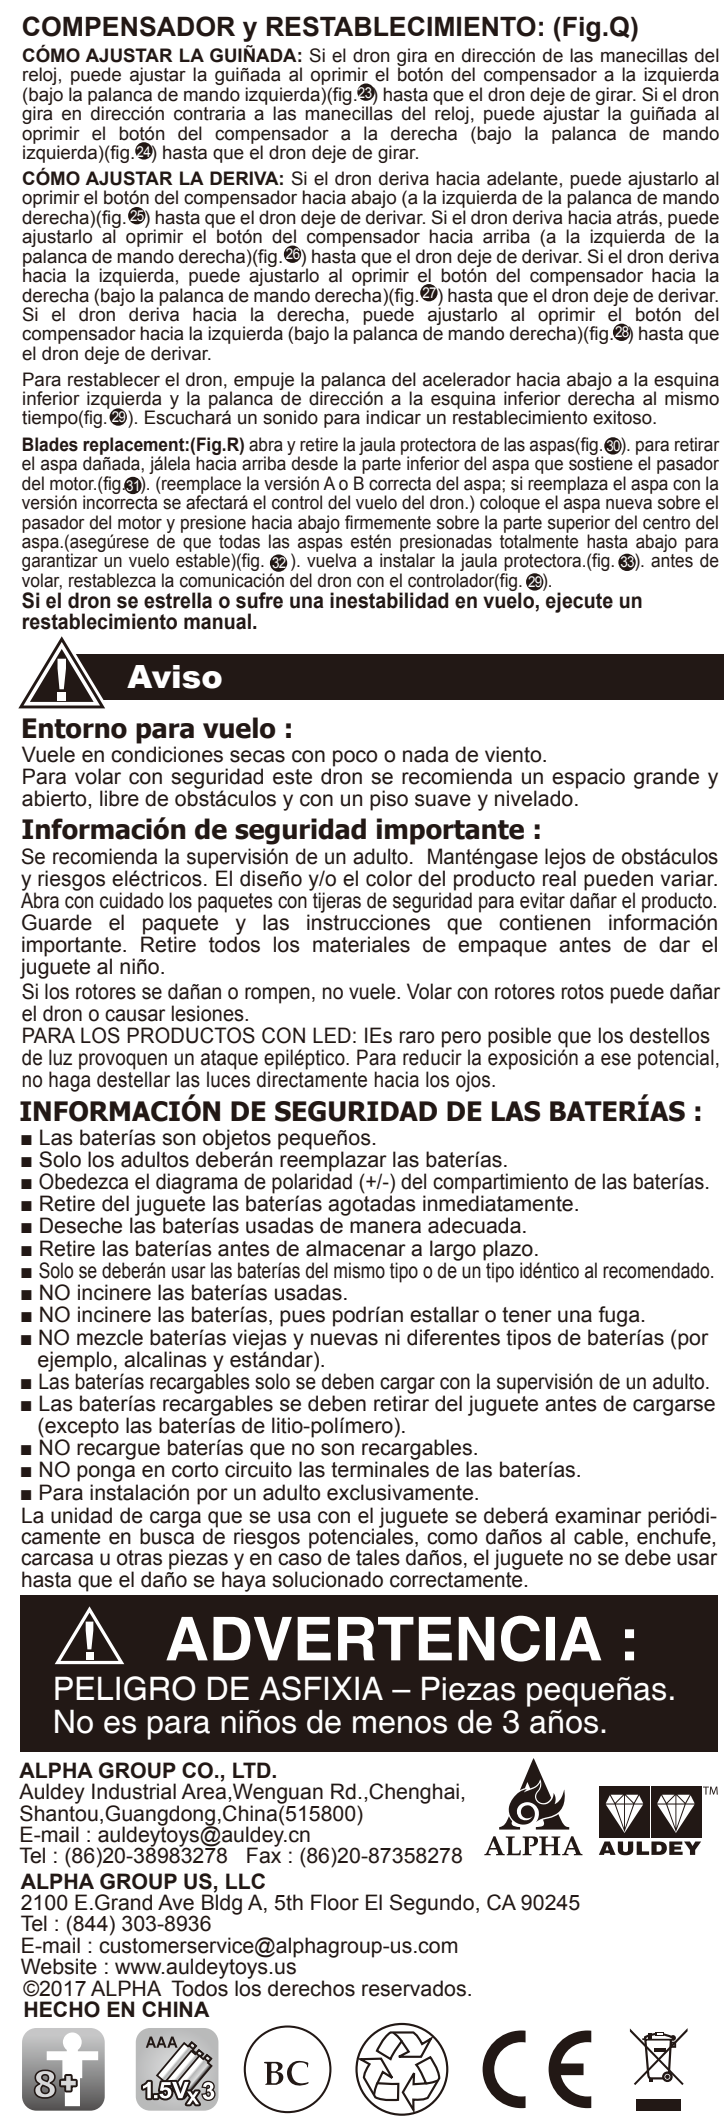 COMPENSADOR y RESTABLECIMIENTO: (Fig.Q)
CÓMO AJUSTAR LA GUIÑADA: Si el dron gira en dirección de las manecillas del
reloj, puede ajustar la guiñada al oprimir el botón del compensador a la izquierda
(bajo la palanca de mando izquierda)(fig.23) hasta que el dron deje de girar. Si el dron
gira en dirección contraria a las manecillas del reloj, puede ajustar la guiñada al
oprimir el botón del compensador a la derecha (bajo la palanca de mando
izquierda)(fig.24) hasta que el dron deje de girar.
CÓMO AJUSTAR LA DERIVA: Si el dron deriva hacia adelante, puede ajustarlo al
oprimir el botón del compensador hacia abajo (a la izquierda de la palanca de mando
derecha)(fig.25) hasta que el dron deje de derivar. Si el dron deriva hacia atrás, puede
ajustarlo al oprimir el botón del compensador hacia arriba (a la izquierda de la
palanca de mando derecha)(fig.26) hasta que el dron deje de derivar. Si el dron deriva
hacia la izquierda, puede ajustarlo al oprimir el botón del compensador hacia la
derecha (bajo la palanca de mando derecha)(fig.27) hasta que el dron deje de derivar.
Si el dron deriva hacia la derecha, puede ajustarlo al oprimir el botón del
compensador hacia la izquierda (bajo la palanca de mando derecha)(fig.28) hasta que
el dron deje de derivar.
Para restablecer el dron, empuje la palanca del acelerador hacia abajo a la esquina
inferior izquierda y la palanca de dirección a la esquina inferior derecha al mismo
tiempo(fig.29). Escuchará un sonido para indicar un restablecimiento exitoso.
Blades replacement:(Fig.R) abra y retire la jaula protectora de las aspas(fig.30). para retirar
el aspa dañada, jálela hacia arriba desde la parte inferior del aspa que sostiene el pasador
del motor.(fig.31). (reemplace la versión A o B correcta del aspa; si reemplaza el aspa con la
versión incorrecta se afectará el control del vuelo del dron.) coloque el aspa nueva sobre el
pasador del motor y presione hacia abajo firmemente sobre la parte superior del centro del
aspa.(asegúrese de que todas las aspas estén presionadas totalmente hasta abajo para
garantizar un vuelo estable)(fig. 32 ). vuelva a instalar la jaula protectora.(fig. 33). antes de
volar, restablezca la comunicación del dron con el controlador(fig. 29).
Si el dron se estrella o sufre una inestabilidad en vuelo, ejecute un
restablecimiento manual.
Aviso
Entorno para vuelo :
Vuele en condiciones secas con poco o nada de viento.
Para volar con seguridad este dron se recomienda un espacio grande y
abierto, libre de obstáculos y con un piso suave y nivelado.
Información de seguridad importante :
Se recomienda la supervisión de un adulto. Manténgase lejos de obstáculos
y riesgos eléctricos. El diseño y/o el color del producto real pueden variar.
Abra con cuidado los paquetes con tijeras de seguridad para evitar dañar el producto.
Guarde el paquete y las instrucciones que contienen información
importante. Retire todos los materiales de empaque antes de dar el
juguete al niño.
Si los rotores se dañan o rompen, no vuele. Volar con rotores rotos puede dañar
el dron o causar lesiones.
PARA LOS PRODUCTOS CON LED: IEs raro pero posible que los destellos
de luz provoquen un ataque epiléptico. Para reducir la exposición a ese potencial,
no haga destellar las luces directamente hacia los ojos.
INFORMACIÓN DE SEGURIDAD DE LAS BATERÍAS :
■ Las baterías son objetos pequeños.
■ Solo los adultos deberán reemplazar las baterías.
■ Obedezca el diagrama de polaridad (+/-) del compartimiento de las baterías.
■ Retire del juguete las baterías agotadas inmediatamente.
■ Deseche las baterías usadas de manera adecuada.
■ Retire las baterías antes de almacenar a largo plazo.
■ Solo se deberán usar las baterías del mismo tipo o de un tipo idéntico al recomendado.
■ NO incinere las baterías usadas.
■ NO incinere las baterías, pues podrían estallar o tener una fuga.
■ NO mezcle baterías viejas y nuevas ni diferentes tipos de baterías (por
ejemplo, alcalinas y estándar).
■ Las baterías recargables solo se deben cargar con la supervisión de un adulto.
■ Las baterías recargables se deben retirar del juguete antes de cargarse
(excepto las baterías de litio-polímero).
■ NO recargue baterías que no son recargables.
■ NO ponga en corto circuito las terminales de las baterías.
■ Para instalación por un adulto exclusivamente.
La unidad de carga que se usa con el juguete se deberá examinar periódi-
camente en busca de riesgos potenciales, como daños al cable, enchufe,
carcasa u otras piezas y en caso de tales daños, el juguete no se debe usar
hasta que el daño se haya solucionado correctamente.
ADVERTENCIA :
PELIGRO DE ASFIXIA – Piezas pequeñas.
No es para niños de menos de 3 años.
ALPHA GROUP CO., LTD.
Auldey Industrial Area,Wenguan Rd.,Chenghai,
Shantou,Guangdong,China(515800)
E-mail : auldeytoys@auldey.cn
Tel : (86)20-38983278 Fax : (86)20-87358278
ALPHA
AULDEY
TM
ALPHA GROUP US, LLC
2100 E.Grand Ave Bldg A, 5th Floor El Segundo, CA 90245
Tel : (844) 303-8936
E-mail : customerservice@alphagroup-us.com
Website : www.auldeytoys.us
©2017 ALPHA Todos los derechos reservados.
HECHO EN CHINA
8+
AAA
1.5Vx3
BC
CE